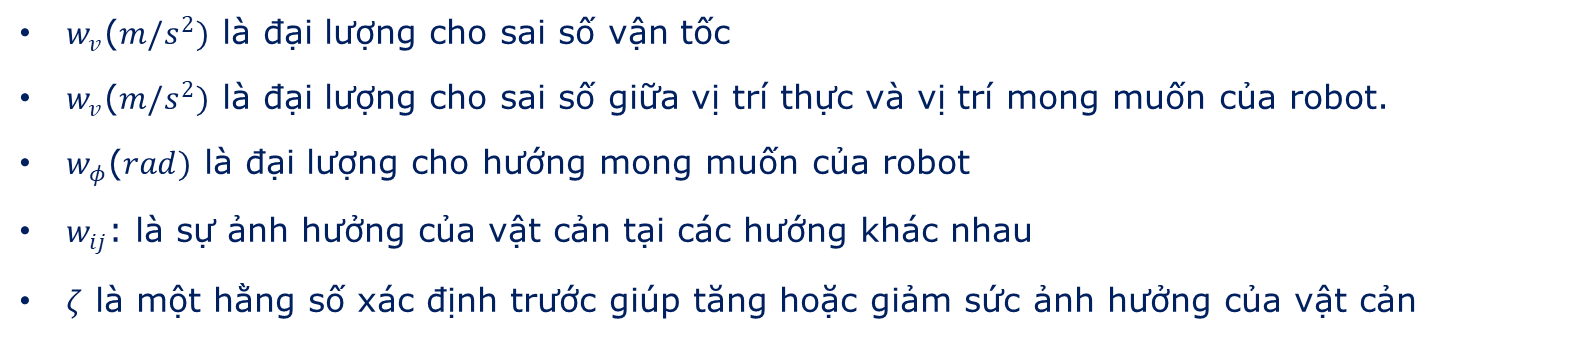 • 𝑤ᵥ(m/s²) là đại lượng cho sai số vận tốc
• 𝑤ᵥ(m/s²) là đại lượng cho sai số giữa vị trí thực và vị trí mong muốn của robot.
• 𝑤_ϕ(rad) là đại lượng cho hướng mong muốn của robot
• 𝑤ᵢⱼ: là sự ảnh hưởng của vật cản tại các hướng khác nhau
• ζ là một hằng số xác định trước giúp tăng hoặc giảm sức ảnh hưởng của vật cản